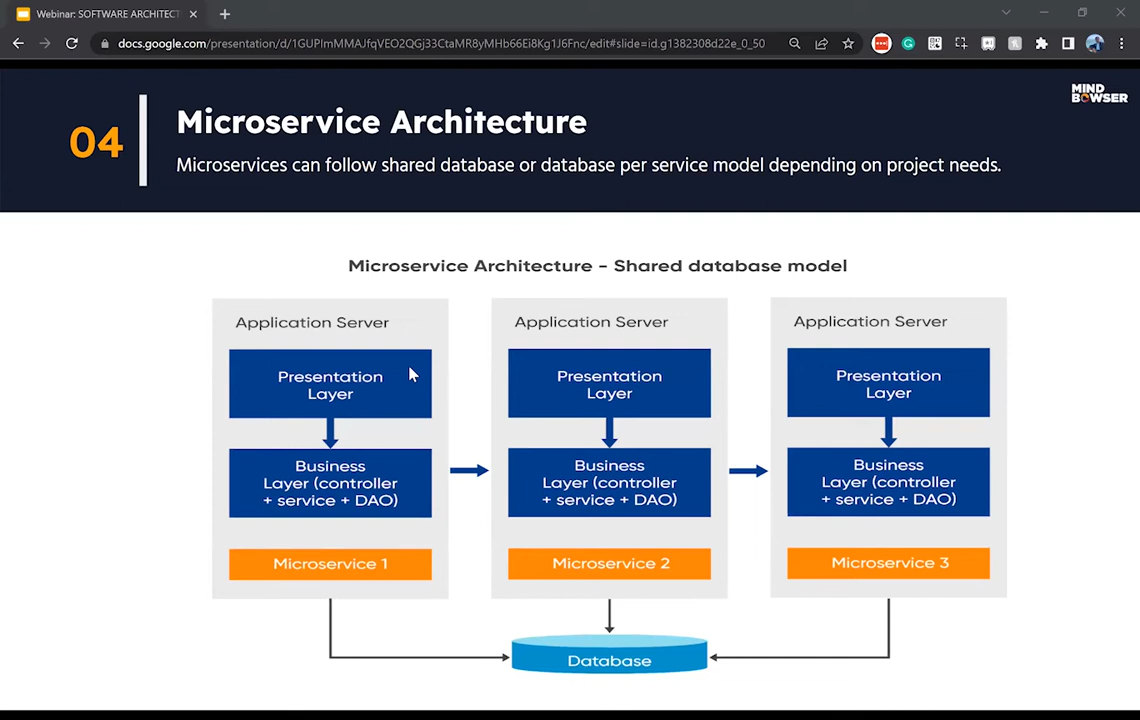 Webinar: SOFTWARE ARCHITECT
docs.google.com/presentation/d/1GUPlmMMAJfqVEO2QGj33CtaMR8yMHb66Ei8Kg1J6Fnc/edit#slide=id.g1382308d22e_0_50
MIND
BOWSER
04
Microservice Architecture
Microservices can follow shared database or database per service model depending on project needs.
Microservice Architecture - Shared database model
Application Server
Application Server
Application Server
Presentation
Layer
Presentation
Layer
Presentation
Layer
Business
Layer (controller
+ service + DAO)
Business
Layer (controller
+ service + DAO)
Business
Layer (controller
+ service + DAO)
Microservice 1
Microservice 2
Microservice 3
Database